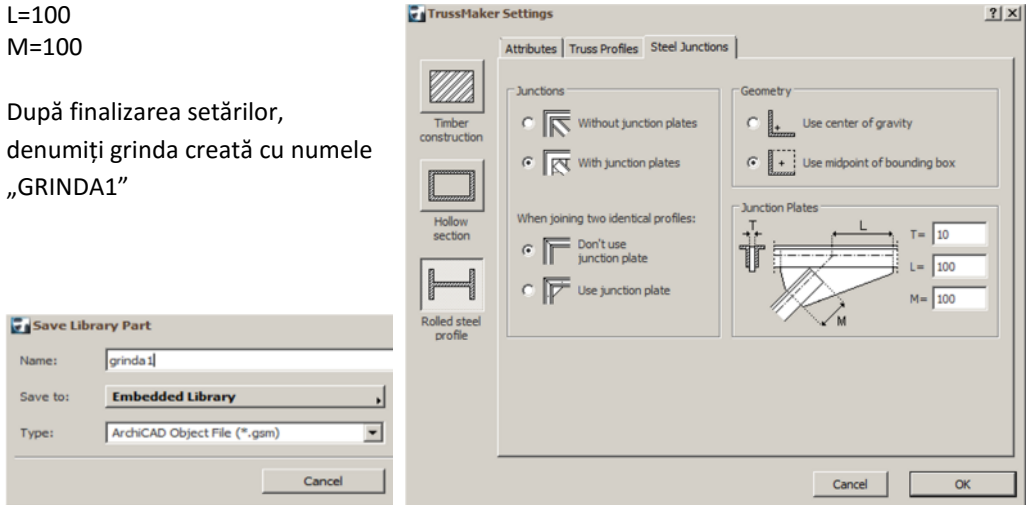 L=100
M=100
După finalizarea setărilor,
denumiți grinda creată cu numele
„GRINDA1”
Save Library Part
Name: grinda1
Save to: Embedded Library
Type: ArchiCAD Object File (*.gsm)
Cancel
TrussMaker Settings
Attributes Truss Profiles Steel Junctions
Timber
construction
Hollow
section
Rolled steel
profile
Junctions
Without junction plates
With junction plates
When joining two identical profiles:
Don't use
junction plate
Use junction plate
Geometry
Use center of gravity
Use midpoint of bounding box
Junction Plates
T L
M
T= 10
L= 100
M= 100
Cancel OK